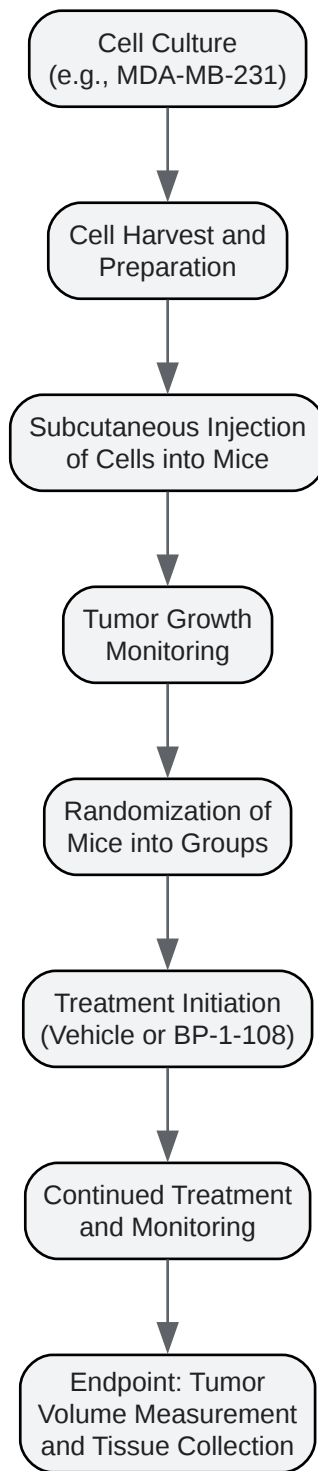 Cell Culture
(e.g., MDA-MB-231)
Cell Harvest and
Preparation
Subcutaneous Injection
of Cells into Mice
Tumor Growth
Monitoring
Randomization of
Mice into Groups
Treatment Initiation
(Vehicle or BP-1-108)
Continued Treatment
and Monitoring
Endpoint: Tumor
Volume Measurement
and Tissue Collection